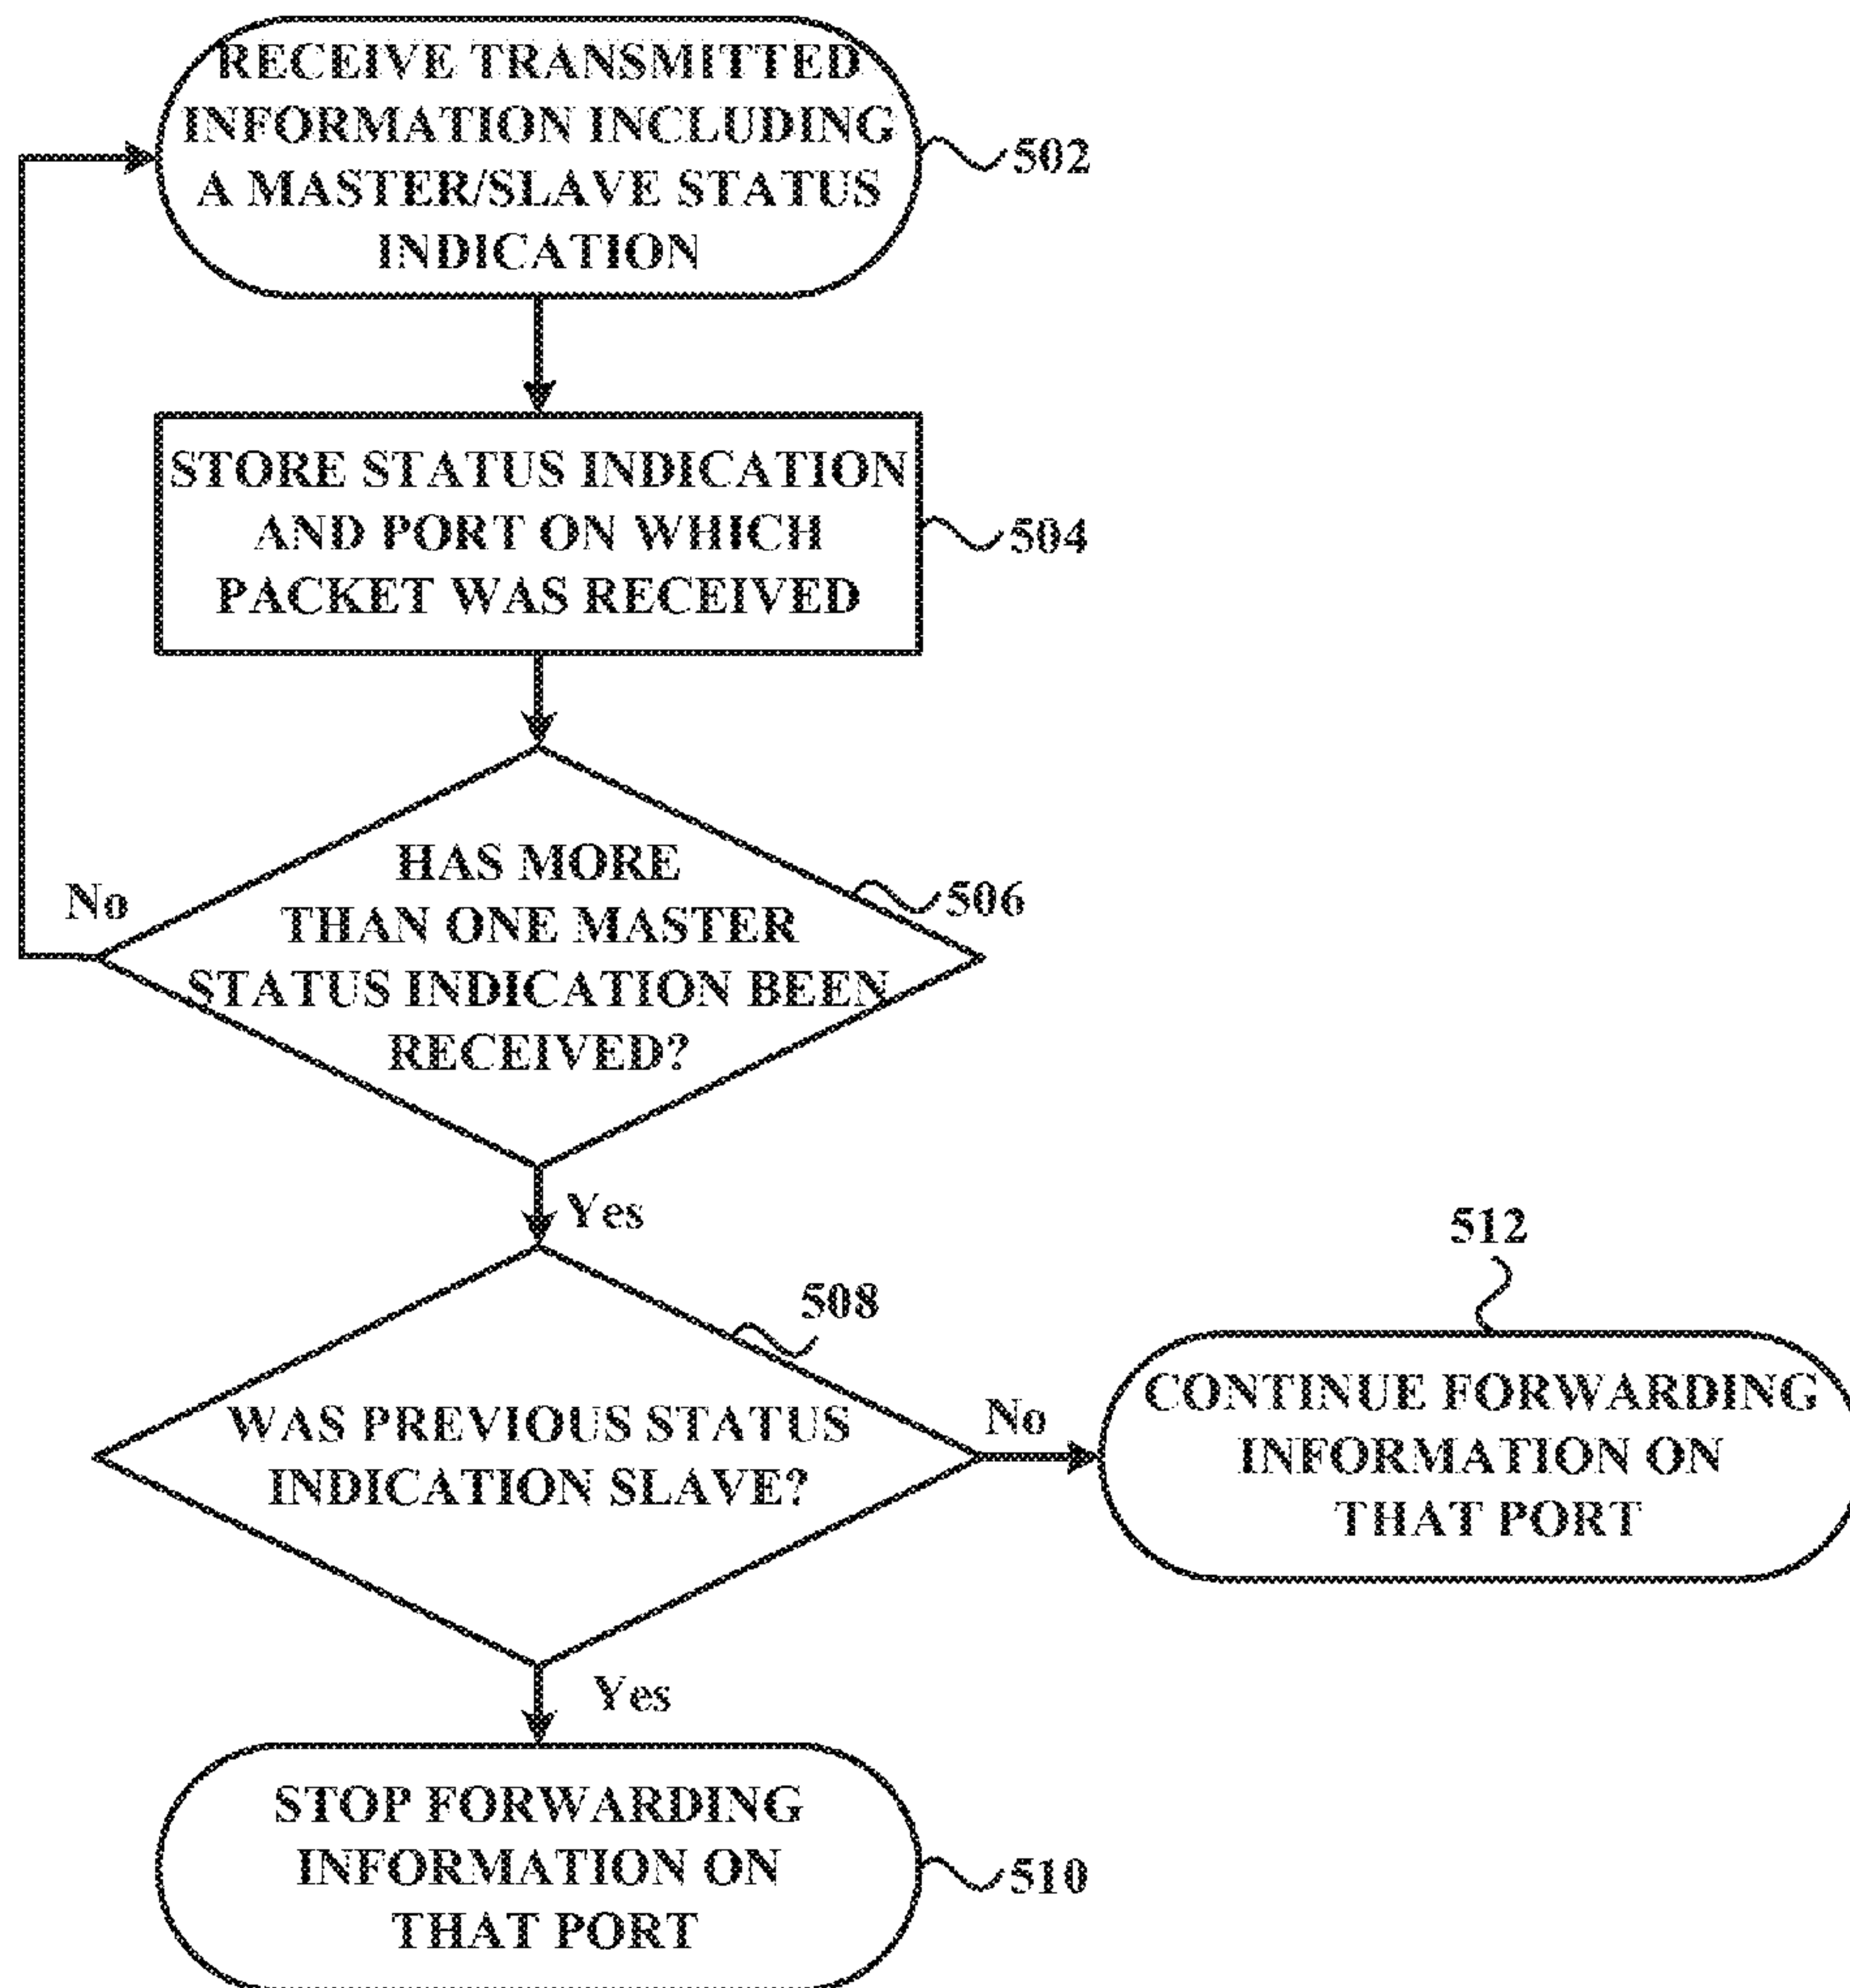 RECEIVE TRANSMITTED
INFORMATION INCLUDING
A MASTER/SLAVE STATUS
INDICATION
502
STORE STATUS INDICATION
AND PORT ON WHICH
PACKET WAS RECEIVED
504
HAS MORE
THAN ONE MASTER
STATUS INDICATION BEEN
RECEIVED?
506
No
Yes
508
WAS PREVIOUS STATUS
INDICATION SLAVE?
No
512
CONTINUE FORWARDING
INFORMATION ON
THAT PORT
Yes
STOP FORWARDING
INFORMATION ON
THAT PORT
510